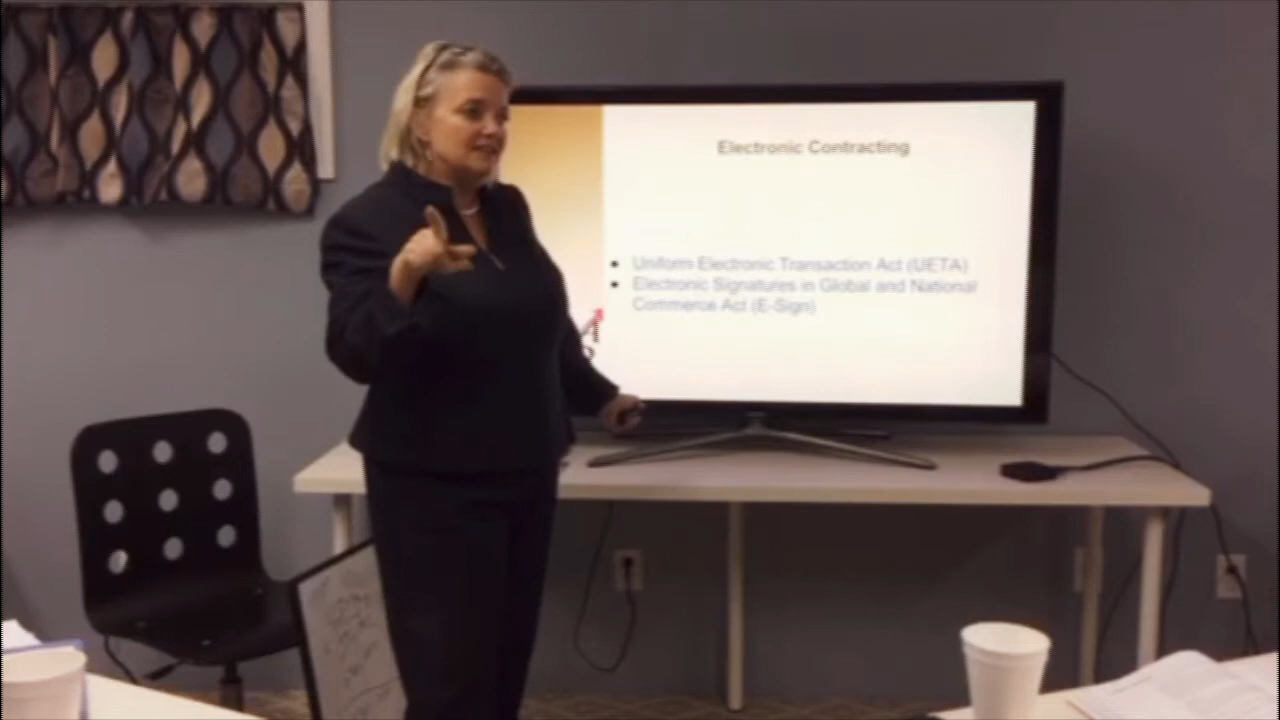 Electronic Contracting
Uniform Electronic Transaction Act (UETA)
Electronic Signatures in Global and National
Commerce Act (E-Sign)